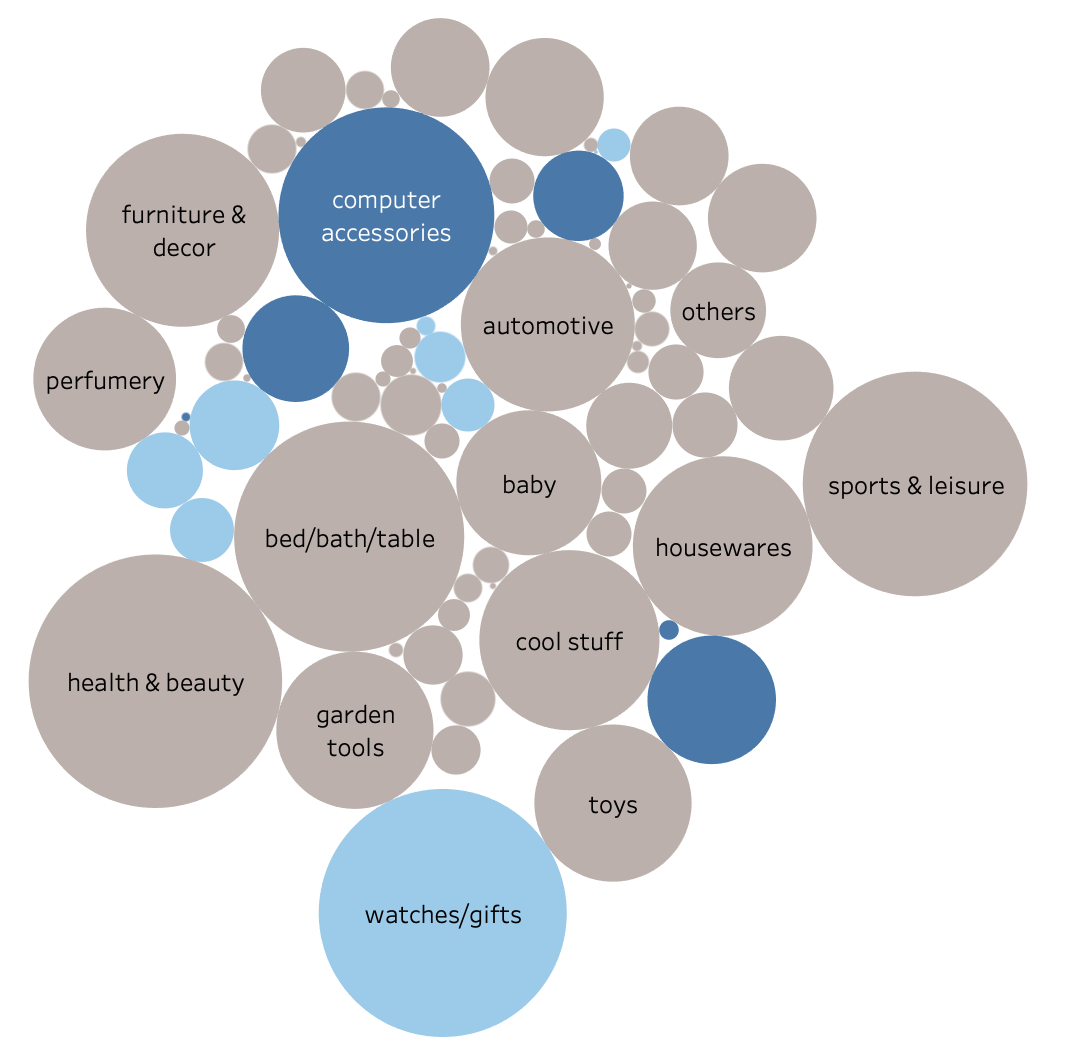 computer
accessories
furniture &
decor
others
automotive
perfumery
baby
sports & leisure
bed/bath/table
housewares
cool stuff
health & beauty
garden
tools
toys
watches/gifts